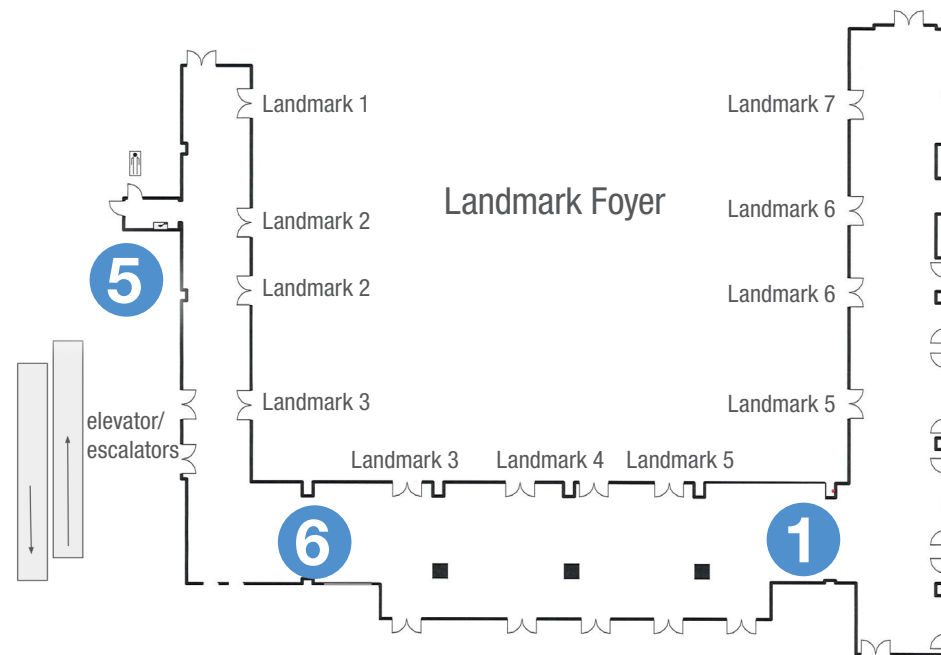 Landmark 1
Landmark 7
Landmark Foyer
Landmark 2
Landmark 6
5
Landmark 2
Landmark 6
elevator/
escalators
Landmark 3
Landmark 5
Landmark 3
Landmark 4
Landmark 5
6
1